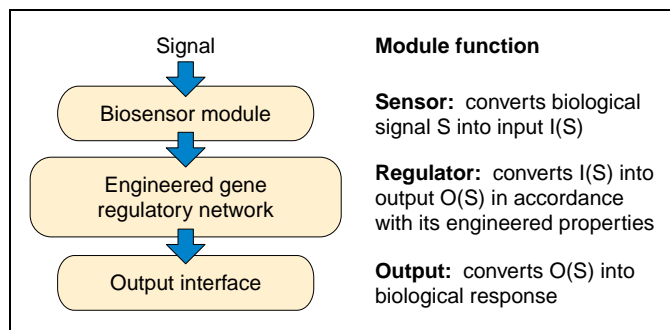 Signal
Biosensor module
Engineered gene
regulatory network
Output interface
Module function
Sensor: converts biological
signal S into input I(S)
Regulator: converts I(S) into
output O(S) in accordance
with its engineered properties
Output: converts O(S) into
biological response